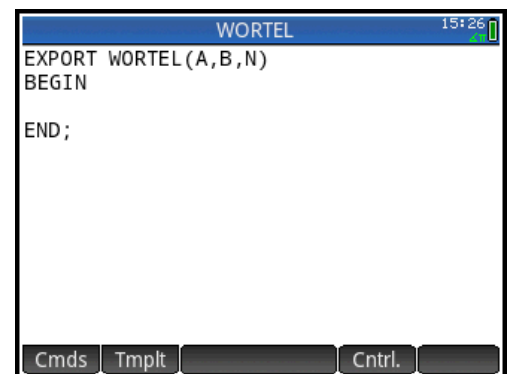 WORTEL
15:26
∡π
EXPORT WORTEL(A,B,N)
BEGIN
END;
Cmds Tmplt Cntrl.